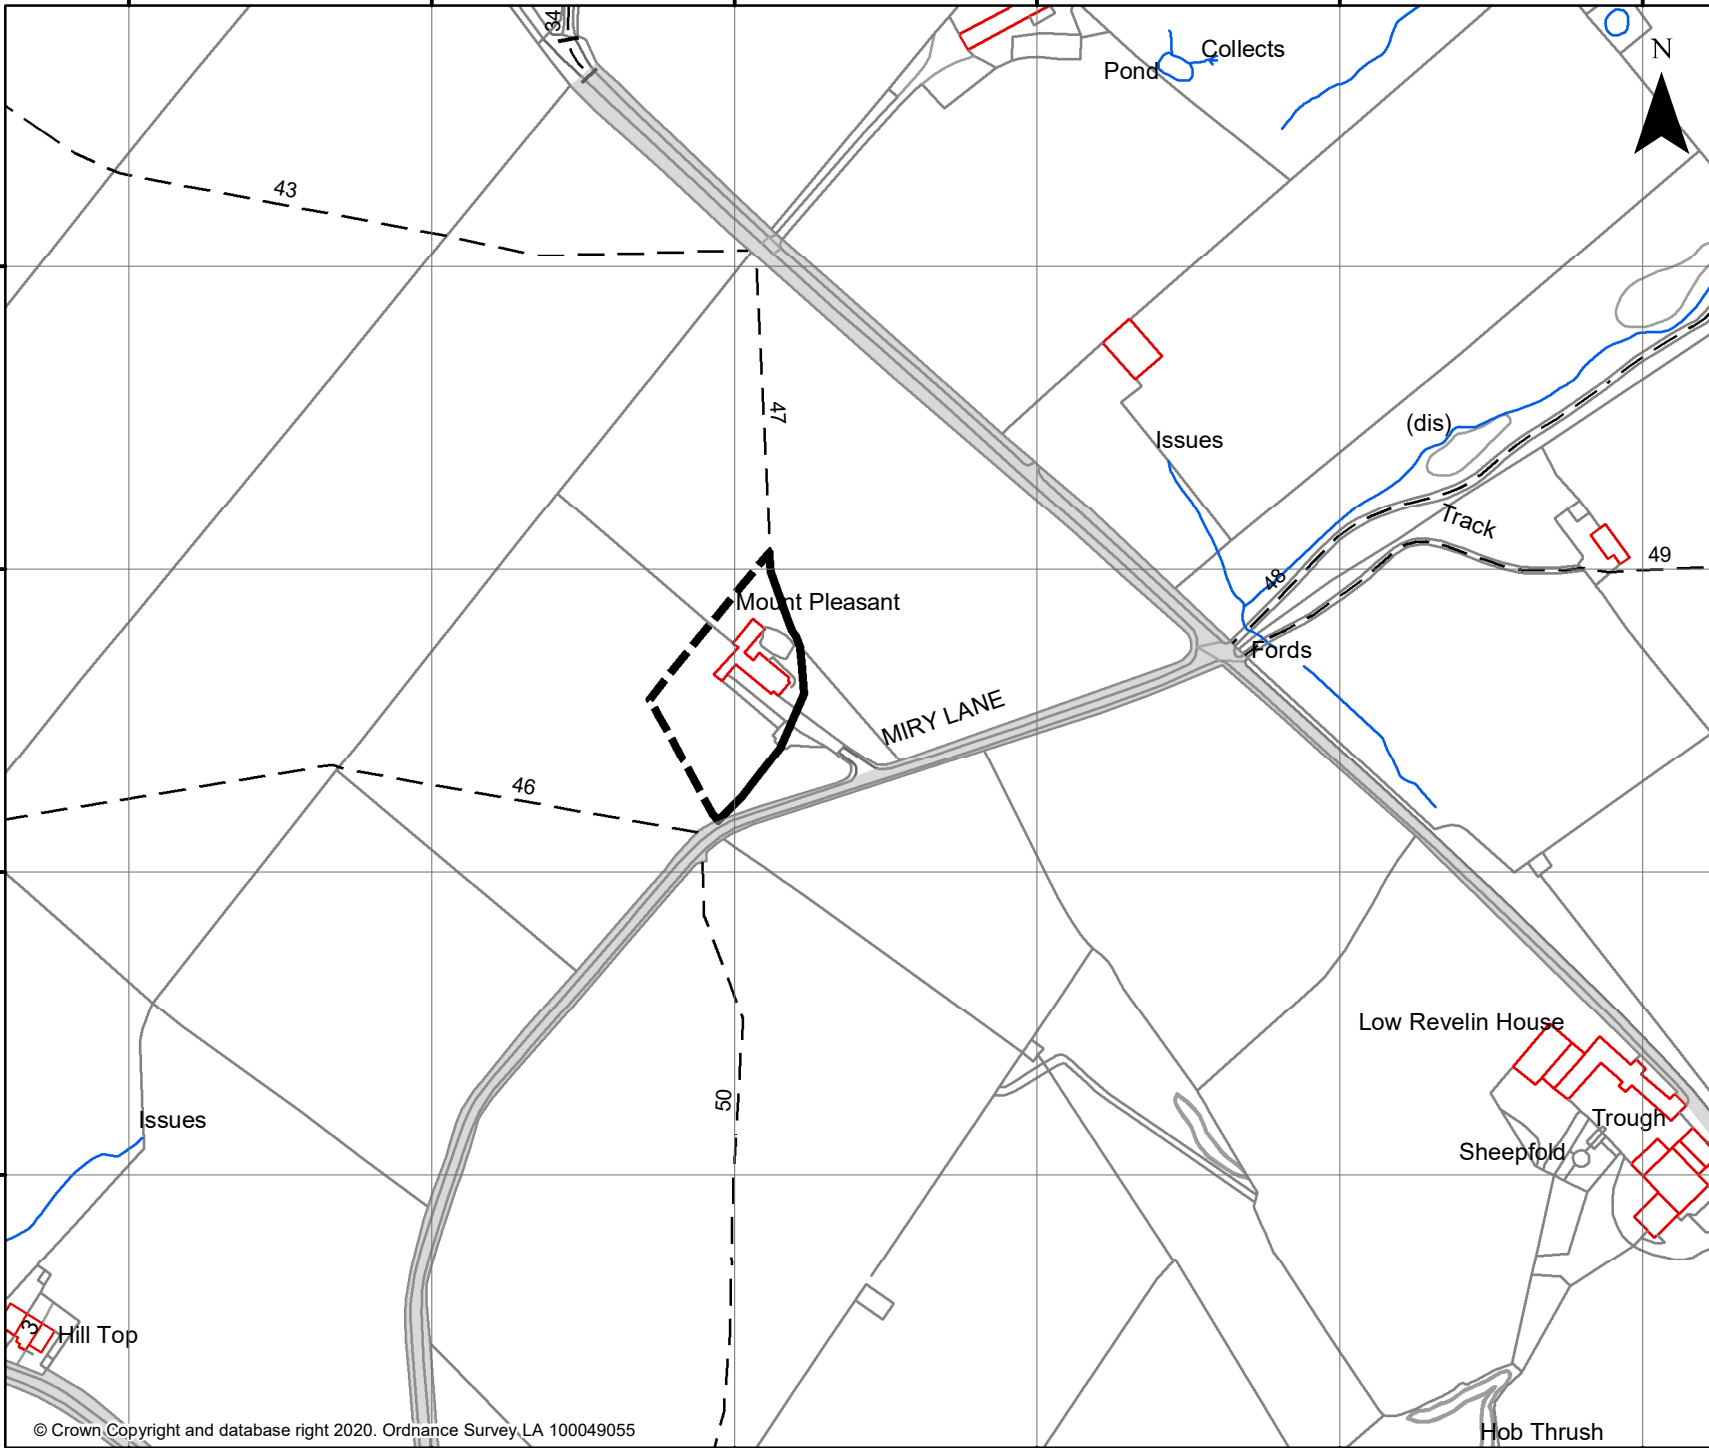 34
Collects
Pond
N
43
47
(dis)
Issues
Track
48
49
Mount Pleasant
Fords
MIRY LANE
46
Low Revelin House
50
Issues
Trough
Sheepfold
3
Hill Top
© Crown Copyright and database right 2020. Ordnance Survey LA 100049055
Hob Thrush